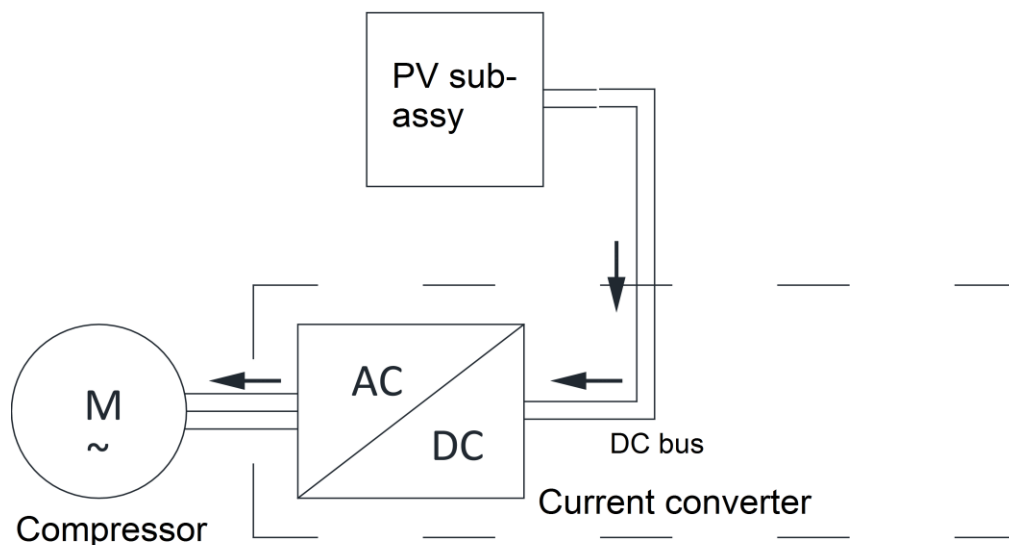 PV sub-
assy
AC
M
~
DC
DC bus
Current converter
Compressor